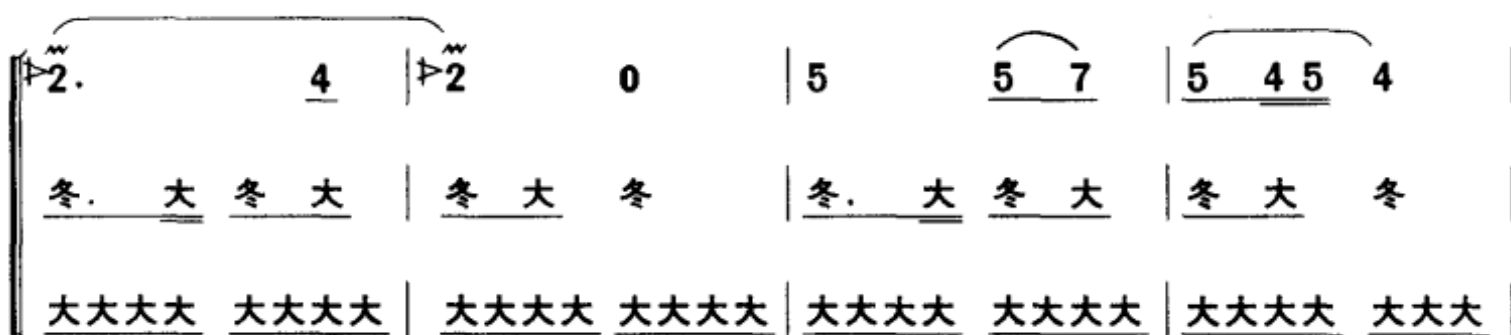 2. 4 | 2 0 | 5 5 7 | 5 4 5 4 |
冬. 大 冬 大 | 冬 大 冬 | 冬. 大 冬 大 | 冬 大 冬 |
大大大大 大大大大 | 大大大大 大大大大 | 大大大大 大大大大 | 大大大大 大大大 |